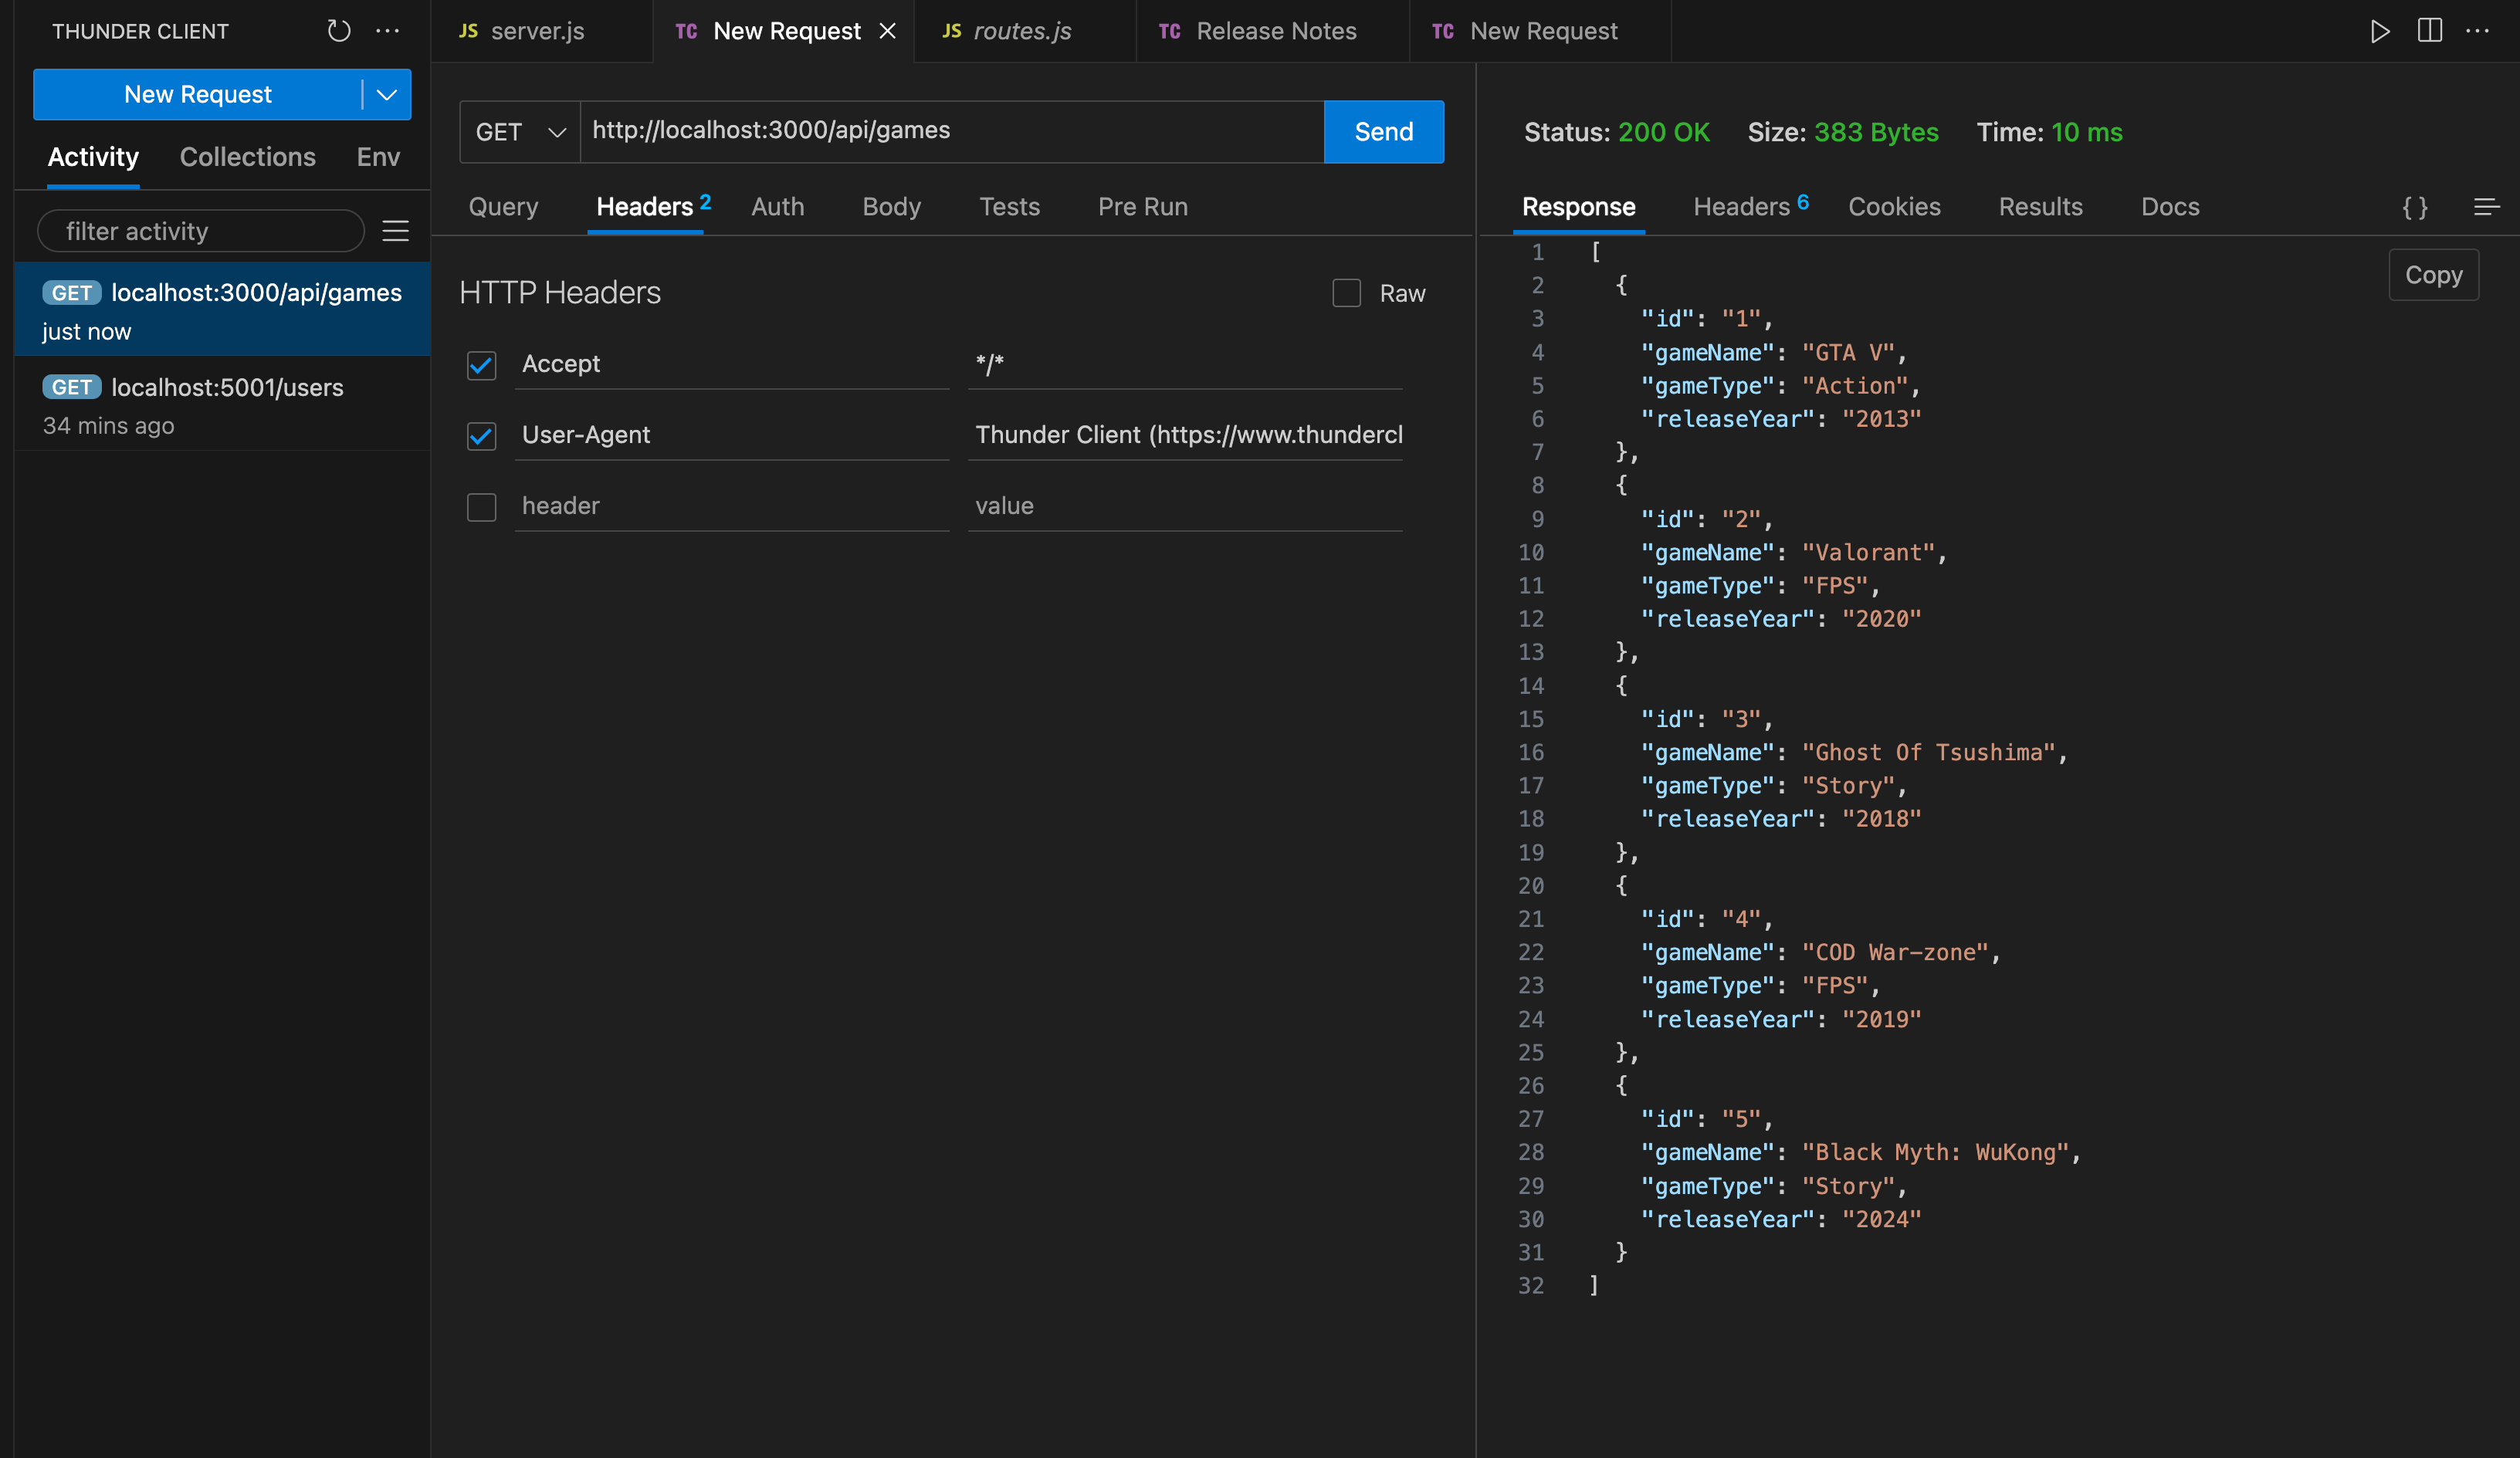 THUNDER CLIENT
New Request
Activity Collections Env
filter activity
GET localhost:3000/api/games
just now
GET localhost:5001/users
34 mins ago
JS server.js
TC New Request
JS routes.js
TC Release Notes
TC New Request
GET http://localhost:3000/api/games Send
Query Headers 2 Auth Body Tests Pre Run
HTTP Headers Raw
Accept */*
User-Agent Thunder Client (https://www.thundercl
header value
Status: 200 OK Size: 383 Bytes Time: 10 ms
Response Headers 6 Cookies Results Docs { }
Copy
1 [
2 {
3 "id": "1",
4 "gameName": "GTA V",
5 "gameType": "Action",
6 "releaseYear": "2013"
7 },
8 {
9 "id": "2",
10 "gameName": "Valorant",
11 "gameType": "FPS",
12 "releaseYear": "2020"
13 },
14 {
15 "id": "3",
16 "gameName": "Ghost Of Tsushima",
17 "gameType": "Story",
18 "releaseYear": "2018"
19 },
20 {
21 "id": "4",
22 "gameName": "COD War-zone",
23 "gameType": "FPS",
24 "releaseYear": "2019"
25 },
26 {
27 "id": "5",
28 "gameName": "Black Myth: WuKong",
29 "gameType": "Story",
30 "releaseYear": "2024"
31 }
32 ]